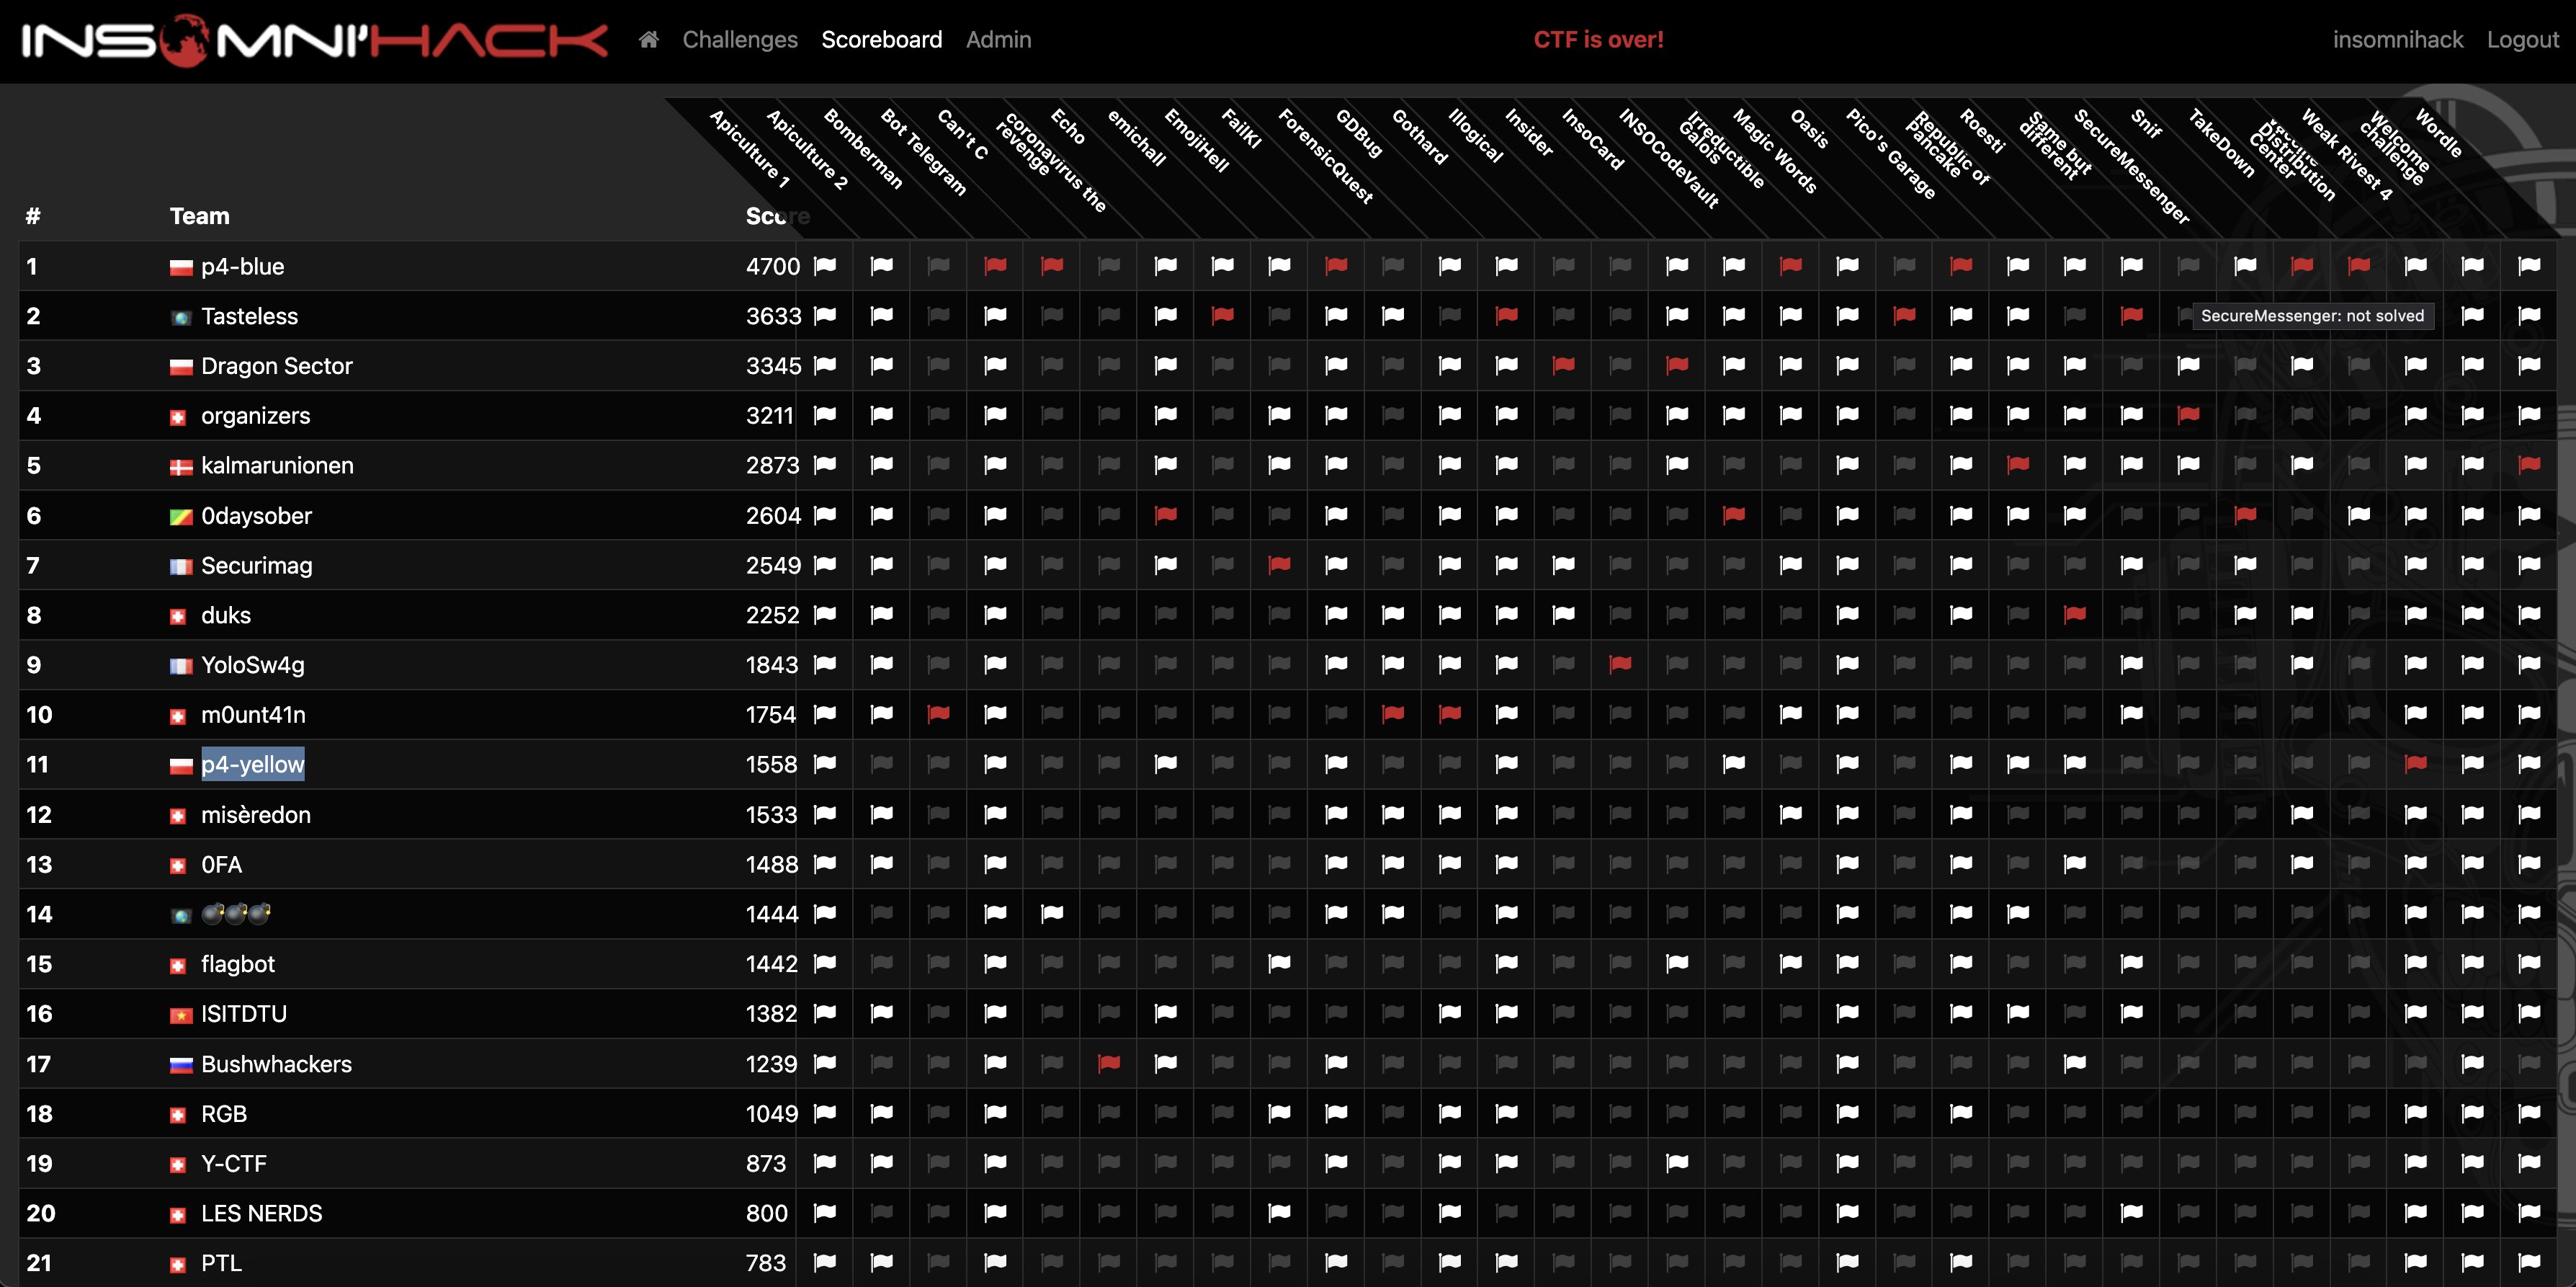 INSOMNI'HACK Challenges Scoreboard Admin CTF is over! insomnihack Logout
# Team Score
Apiculture 1
Apiculture 2
Bomberman
Bot Telegram
Can't C
coronavirus the
revenge
Echo
emichall
EmojiHell
FailKI
ForensicQuest
GDBug
Gothard
Illogical
Insider
InsoCard
INSOCodeVault
Irreductible
Galois
Magic Words
Oasis
Pico's Garage
Republic of
Pancake
Roesti
Same but
different
SecureMessenger
Snif
TakeDown
Distribution
Center
Weak Rivest 4
Welcome
challenge
Wordle
1 p4-blue 4700
2 Tasteless 3633
SecureMessenger: not solved
3 Dragon Sector 3345
4 organizers 3211
5 kalmarunionen 2873
6 0daysober 2604
7 Securimag 2549
8 duks 2252
9 YoloSw4g 1843
10 m0unt41n 1754
11 p4-yellow 1558
12 misèredon 1533
13 0FA 1488
14 💣💣💣 1444
15 flagbot 1442
16 ISITDTU 1382
17 Bushwhackers 1239
18 RGB 1049
19 Y-CTF 873
20 LES NERDS 800
21 PTL 783